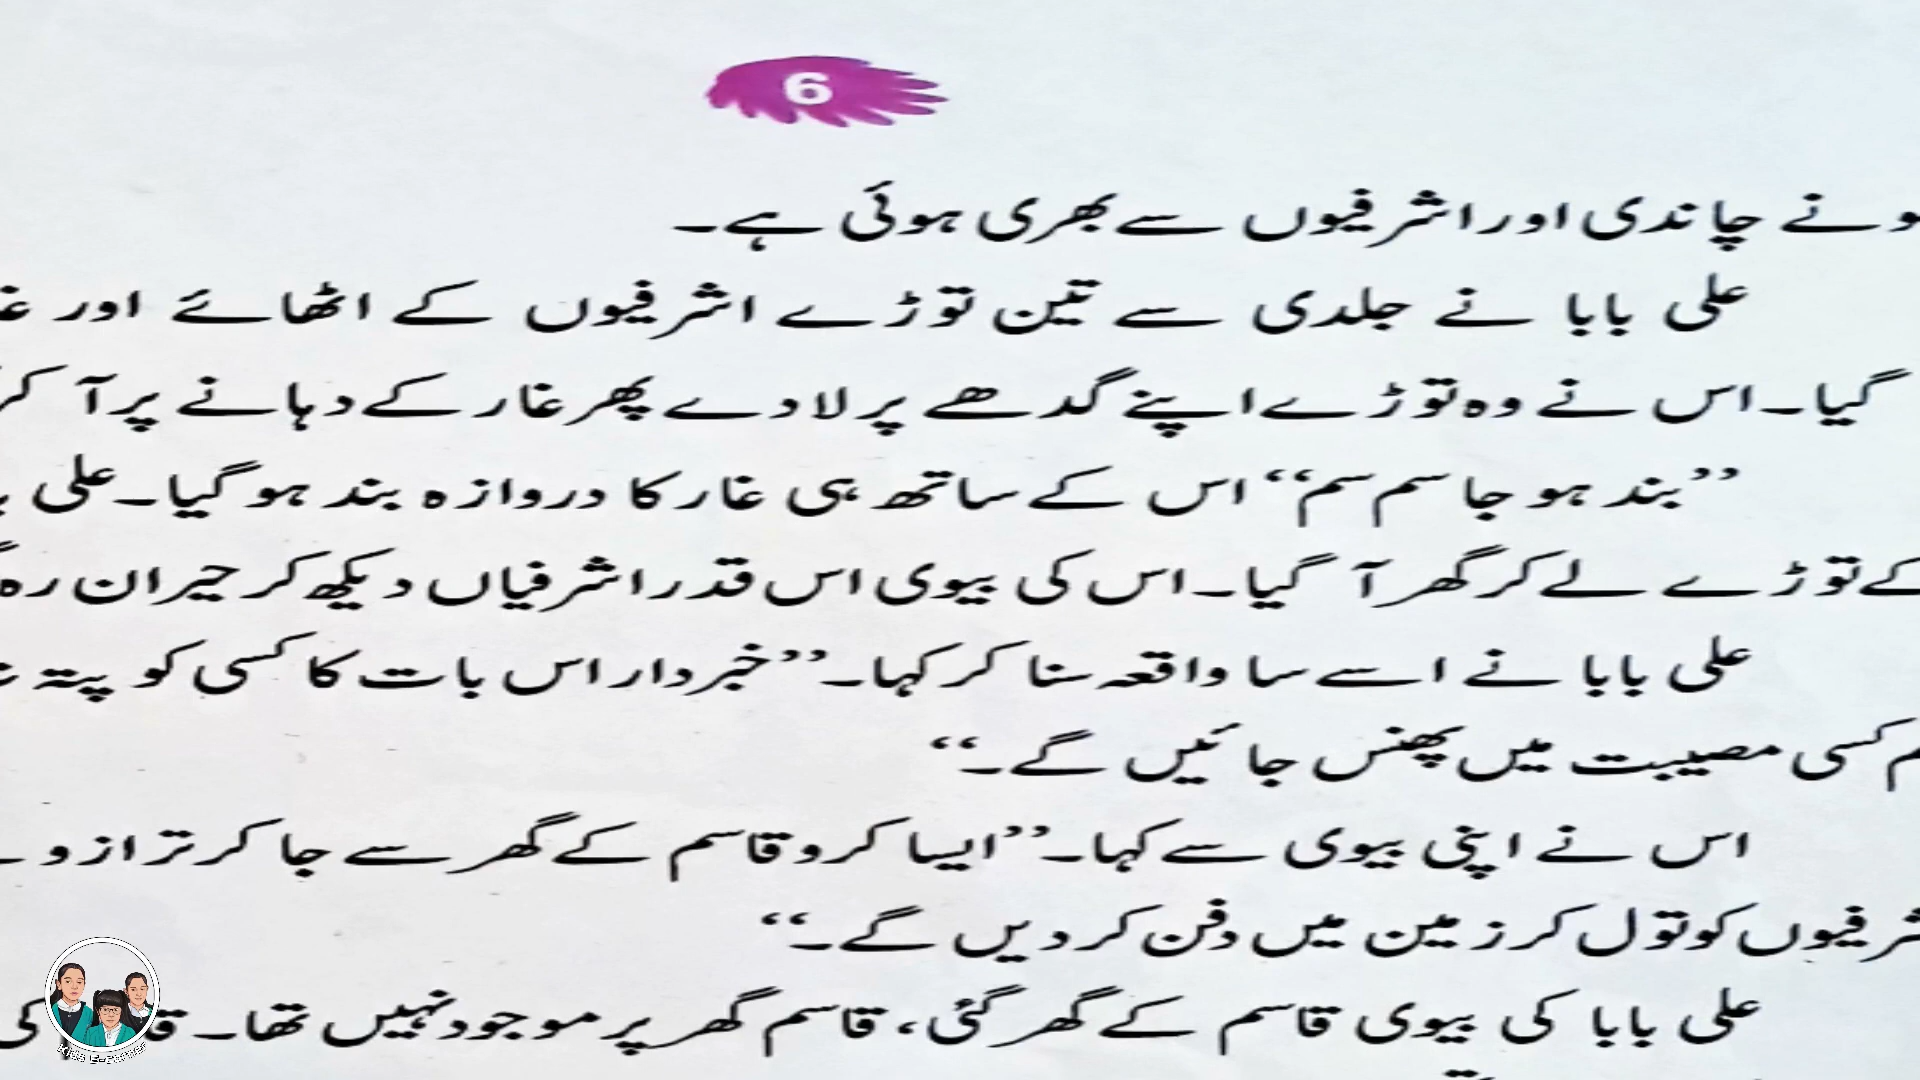 6
نے چاندی اور اشرفیوں سے بھری ہوئی ہے۔
علی بابا نے جلدی سے تین توڑے اشرفیوں کے اٹھائے اور
گیا۔ اس نے وہ توڑے اپنے گدھے پر لادے پھر غار کے دہانے پر آ کر
’’بند ہو جا سم سم‘‘ اس کے ساتھ ہی غار کا دروازہ بند ہو گیا۔ علی
کے توڑے لے کر گھر آ گیا۔ اس کی بیوی اس قدر اشرفیاں دیکھ کر حیران رہ
علی بابا نے اسے سا واقعہ سنا کر کہا۔ ’’خبردار اس بات کا کسی کو پتہ
کسی مصیبت میں پھنس جائیں گے۔‘‘
اس نے اپنی بیوی سے کہا۔ ’’ایسا کرو قاسم کے گھر سے جا کر ترازو
کو تول کر زمین میں دفن کر دیں گے۔‘‘
علی بابا کی بیوی قاسم کے گھر گئی، قاسم گھر پر موجود نہیں تھا۔ کی